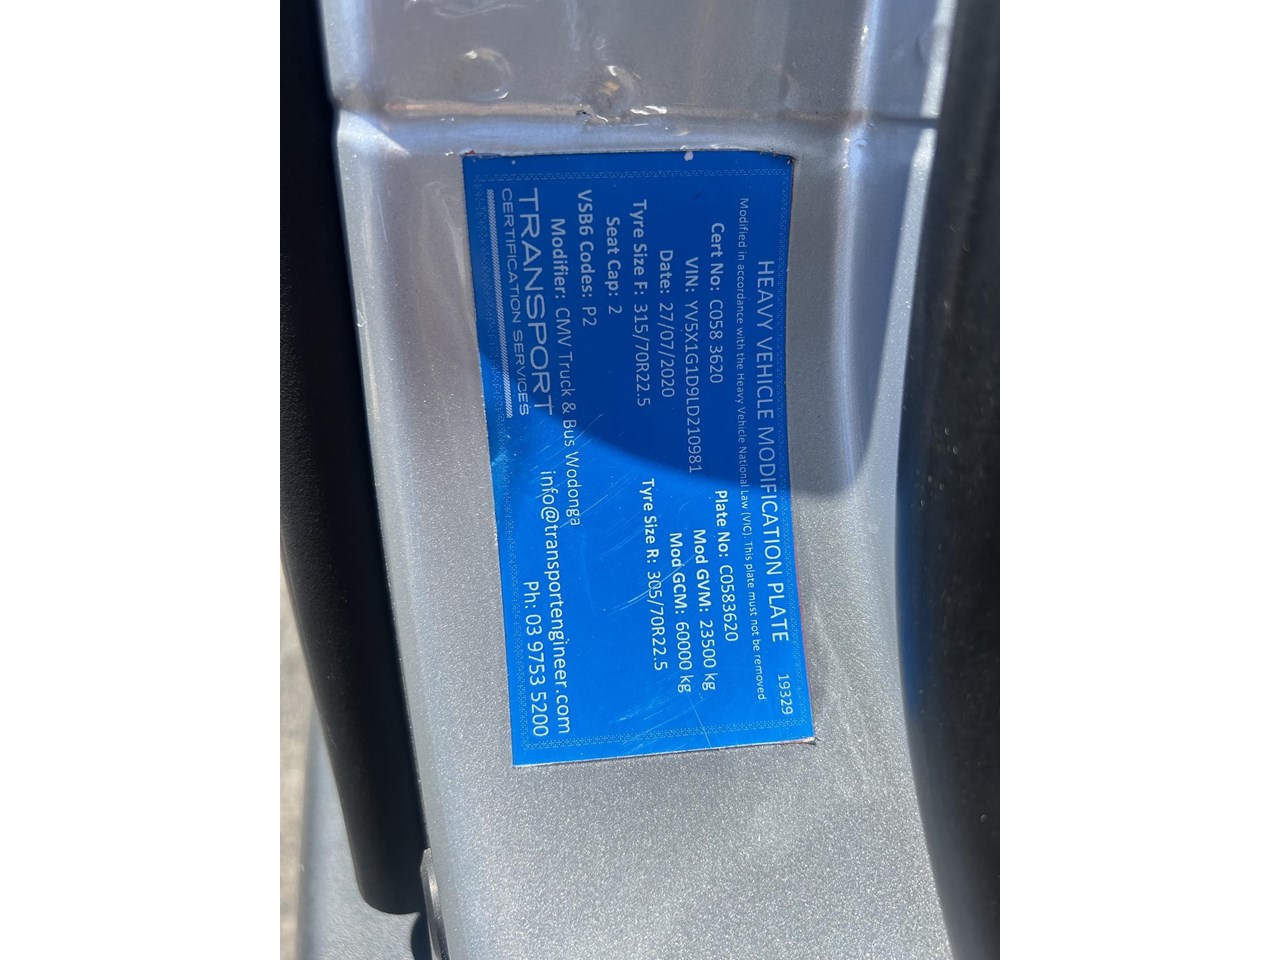 HEAVY VEHICLE MODIFICATION PLATE 19329
Modified in accordance with the Heavy Vehicle National Law (VIC). This plate must not be removed
Cert No: C058 3620 Plate No: C0583620
VIN: YV5X1G1D9LD210981 Mod GVM: 23500 kg
Date: 27/07/2020 Mod GCM: 60000 kg
Tyre Size F: 315/70R22.5 Tyre Size R: 305/70R22.5
Seat Cap: 2
VSB6 Codes: P2
Modifier: CMV Truck & Bus Wodonga
TRANSPORT info@transportengineer.com
CERTIFICATION SERVICES Ph: 03 9753 5200